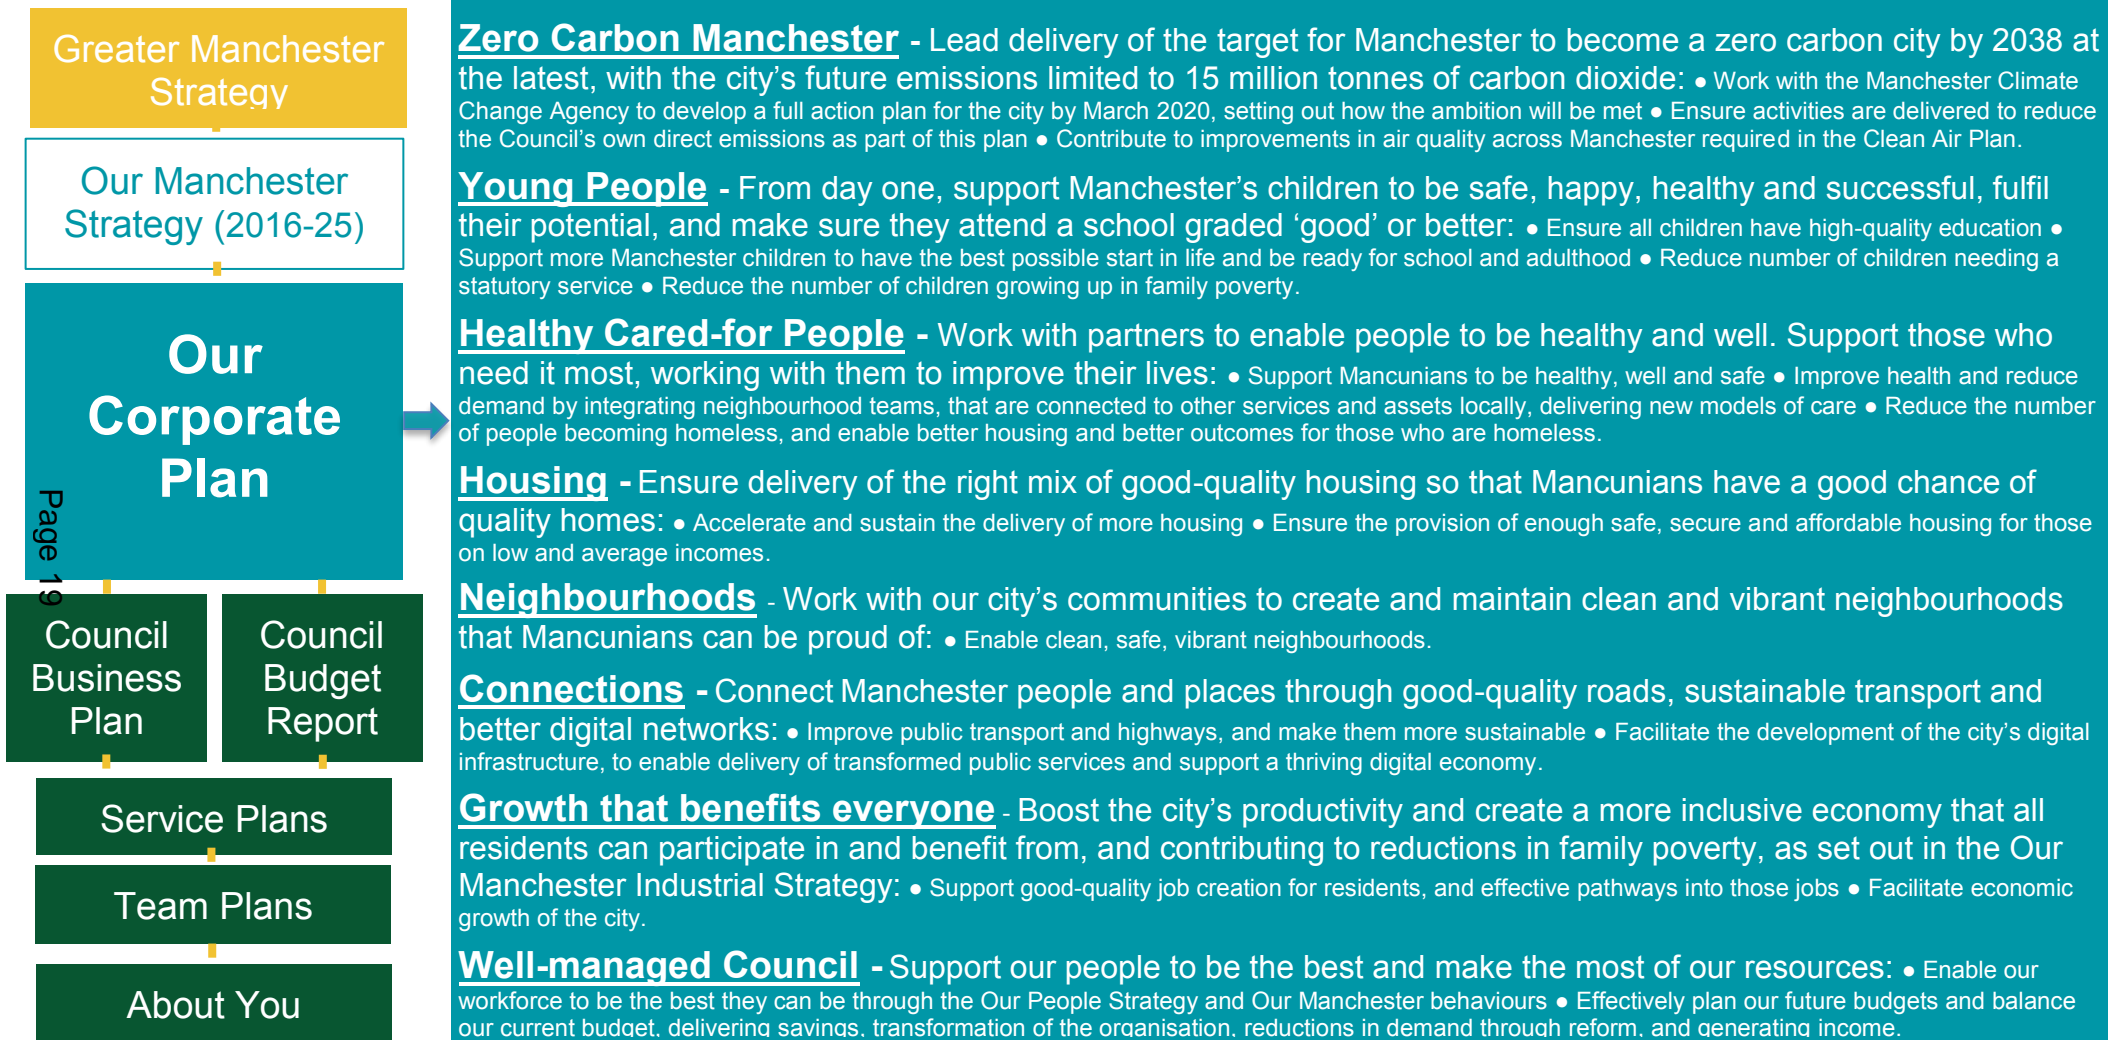 Greater Manchester
Strategy
Our Manchester
Strategy (2016-25)
Our
Corporate
Plan
Page 19
Council
Business
Plan
Council
Budget
Report
Service Plans
Team Plans
About You
Zero Carbon Manchester - Lead delivery of the target for Manchester to become a zero carbon city by 2038 at
the latest, with the city’s future emissions limited to 15 million tonnes of carbon dioxide: ● Work with the Manchester Climate
Change Agency to develop a full action plan for the city by March 2020, setting out how the ambition will be met ● Ensure activities are delivered to reduce
the Council’s own direct emissions as part of this plan ● Contribute to improvements in air quality across Manchester required in the Clean Air Plan.
Young People - From day one, support Manchester’s children to be safe, happy, healthy and successful, fulfil
their potential, and make sure they attend a school graded ‘good’ or better: ● Ensure all children have high-quality education ●
Support more Manchester children to have the best possible start in life and be ready for school and adulthood ● Reduce number of children needing a
statutory service ● Reduce the number of children growing up in family poverty.
Healthy Cared-for People - Work with partners to enable people to be healthy and well. Support those who
need it most, working with them to improve their lives: ● Support Mancunians to be healthy, well and safe ● Improve health and reduce
demand by integrating neighbourhood teams, that are connected to other services and assets locally, delivering new models of care ● Reduce the number
of people becoming homeless, and enable better housing and better outcomes for those who are homeless.
Housing - Ensure delivery of the right mix of good-quality housing so that Mancunians have a good chance of
quality homes: ● Accelerate and sustain the delivery of more housing ● Ensure the provision of enough safe, secure and affordable housing for those
on low and average incomes.
Neighbourhoods - Work with our city’s communities to create and maintain clean and vibrant neighbourhoods
that Mancunians can be proud of: ● Enable clean, safe, vibrant neighbourhoods.
Connections - Connect Manchester people and places through good-quality roads, sustainable transport and
better digital networks: ● Improve public transport and highways, and make them more sustainable ● Facilitate the development of the city’s digital
infrastructure, to enable delivery of transformed public services and support a thriving digital economy.
Growth that benefits everyone - Boost the city’s productivity and create a more inclusive economy that all
residents can participate in and benefit from, and contributing to reductions in family poverty, as set out in the Our
Manchester Industrial Strategy: ● Support good-quality job creation for residents, and effective pathways into those jobs ● Facilitate economic
growth of the city.
Well-managed Council - Support our people to be the best and make the most of our resources: ● Enable our
workforce to be the best they can be through the Our People Strategy and Our Manchester behaviours ● Effectively plan our future budgets and balance
our current budget, delivering savings, transformation of the organisation, reductions in demand through reform, and generating income.